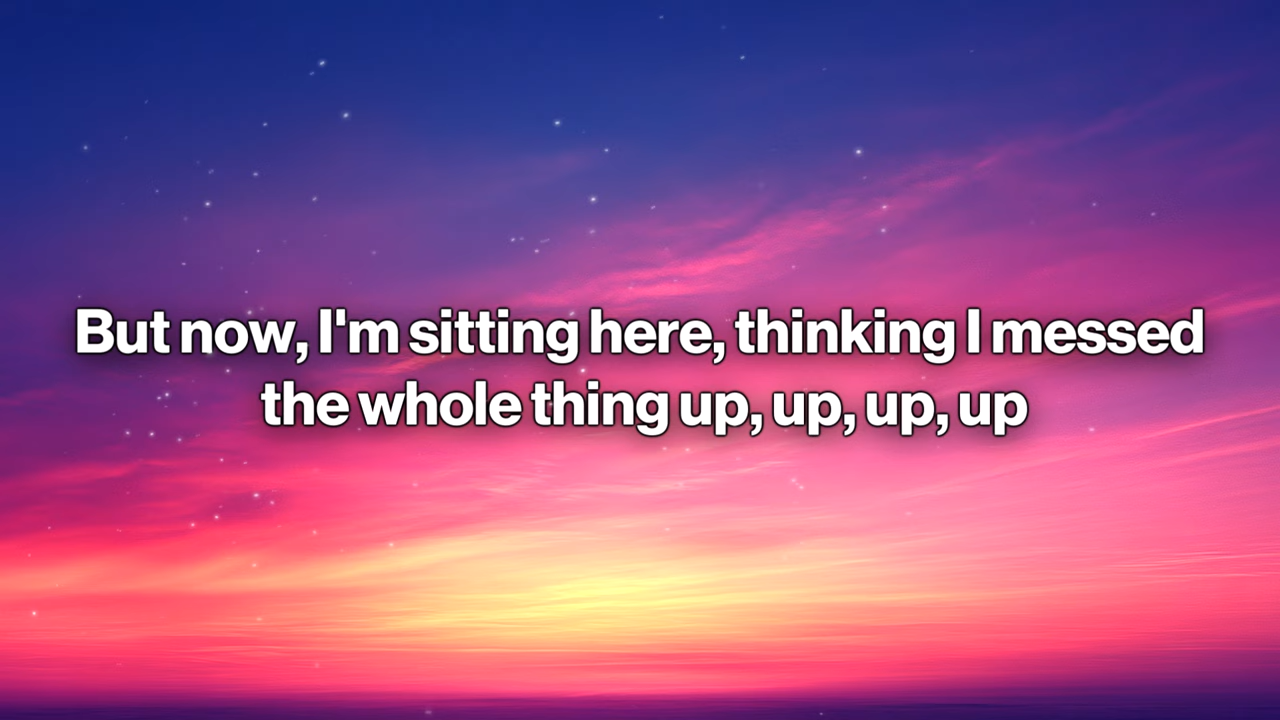 But now, I'm sitting here, thinking I messed
the whole thing up, up, up, up